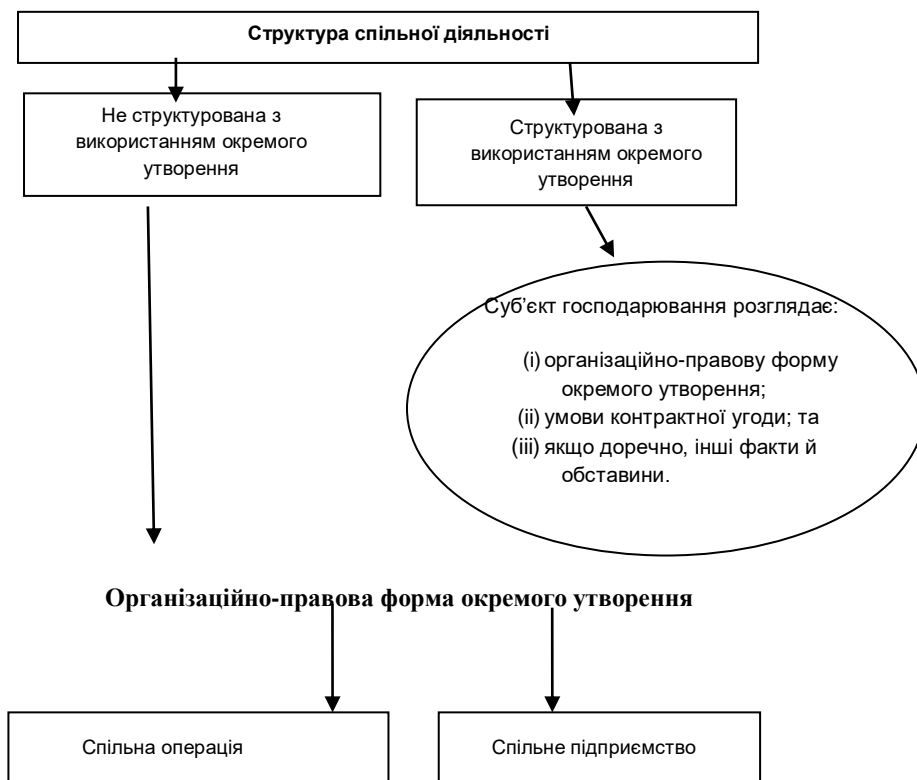 Структура спільної діяльності
Не структурована з
використанням окремого
утворення
Структурована з
використанням окремого
утворення
Суб’єкт господарювання розглядає:
(i) організаційно-правову форму
окремого утворення;
(ii) умови контрактної угоди; та
(iii) якщо доречно, інші факти й
обставини.
Організаційно-правова форма окремого утворення
Спільна операція
Спільне підприємство